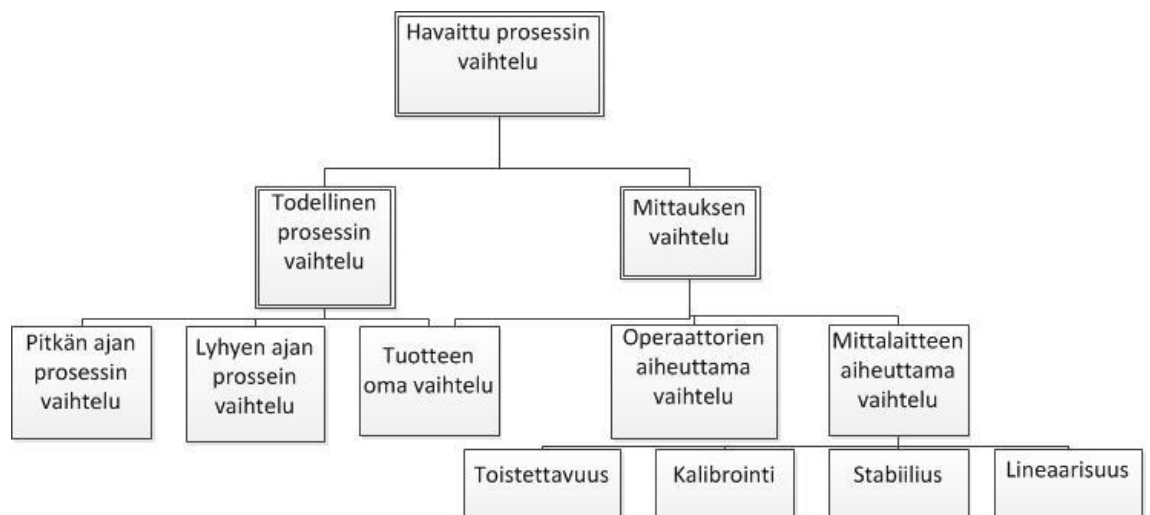 Havaittu prosessin
vaihtelu
Todellinen
prosessin
vaihtelu
Mittauksen
vaihtelu
Pitkän ajan
prosessin
vaihtelu
Lyhyen ajan
prossein
vaihtelu
Tuotteen
oma vaihtelu
Operaattorien
aiheuttama
vaihtelu
Mittalaitteen
aiheuttama
vaihtelu
Toistettavuus
Kalibrointi
Stabiilius
Lineaarisuus